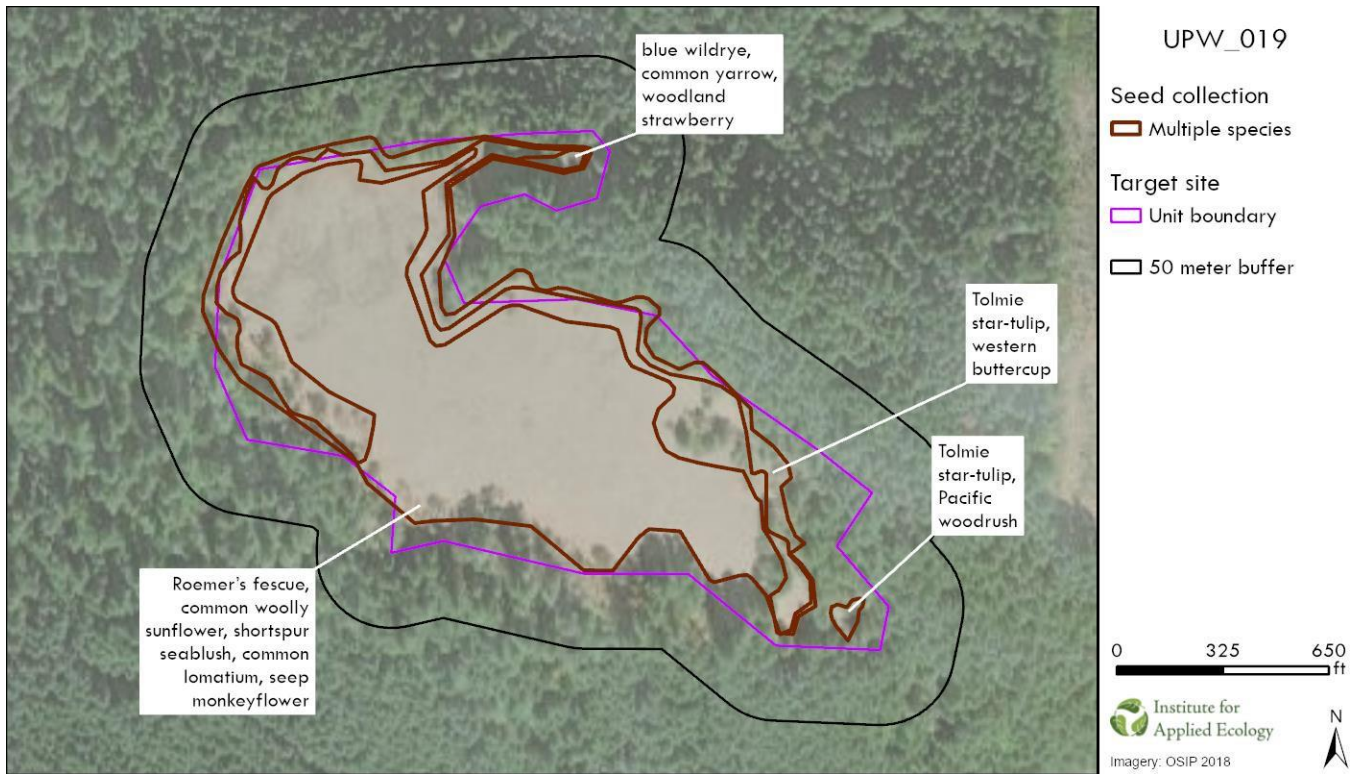 blue wildrye,
common yarrow,
woodland
strawberry
Tolmie
star-tulip,
western
buttercup
Tolmie
star-tulip,
Pacific
woodrush
Roemer's fescue,
common woolly
sunflower, shortspur
seablush, common
lomatium, seep
monkeyflower
UPW_019
Seed collection
Multiple species
Target site
Unit boundary
50 meter buffer
0 325 650
ft
Institute for
Applied Ecology
Imagery: OSIP 2018
N